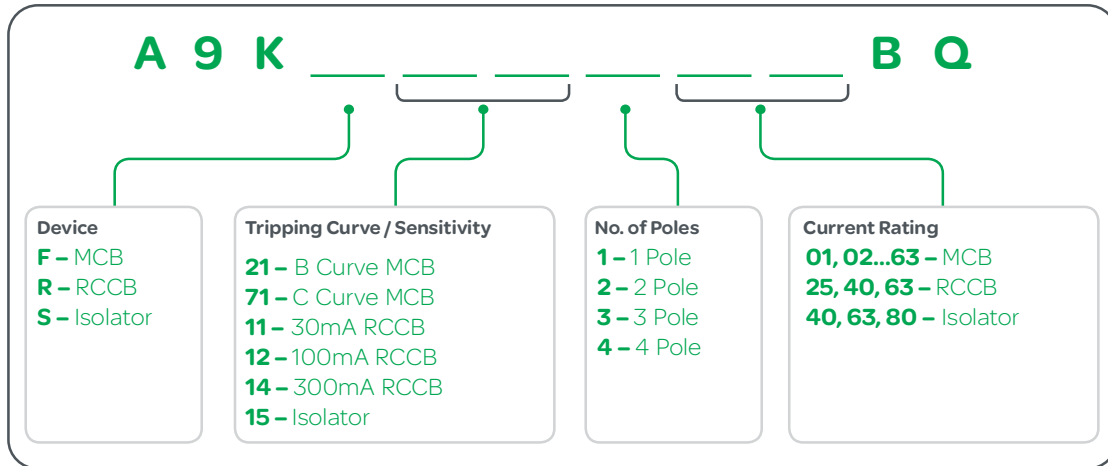 A 9 K _ _ _ _ _ _ B Q
Device
F – MCB
R – RCCB
S – Isolator
Tripping Curve / Sensitivity
21 – B Curve MCB
71 – C Curve MCB
11 – 30mA RCCB
12 – 100mA RCCB
14 – 300mA RCCB
15 – Isolator
No. of Poles
1 – 1 Pole
2 – 2 Pole
3 – 3 Pole
4 – 4 Pole
Current Rating
01, 02...63 – MCB
25, 40, 63 – RCCB
40, 63, 80 – Isolator